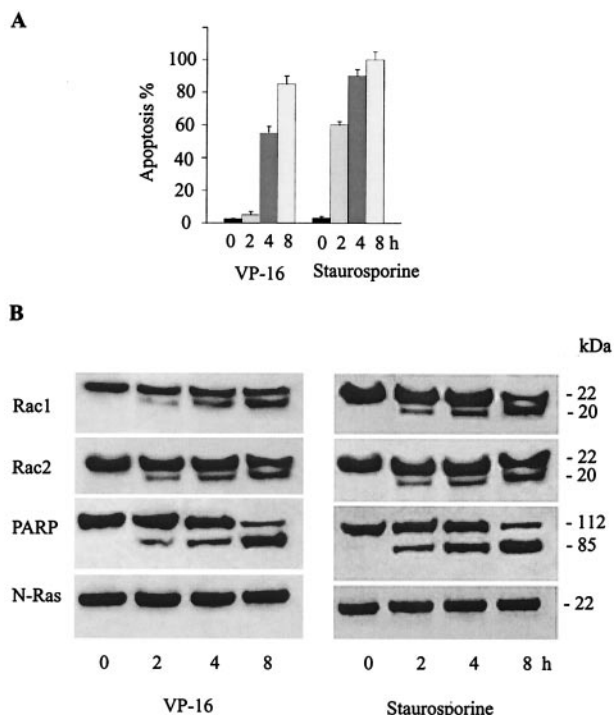 A
Apoptosis %
100
80
60
40
20
0
0 2 4 8 0 2 4 8 h
VP-16 Staurosporine
B
kDa
Rac1
- 22
- 20
Rac2
- 22
- 20
PARP
- 112
- 85
N-Ras
- 22
0 2 4 8 0 2 4 8 h
VP-16 Staurosporine